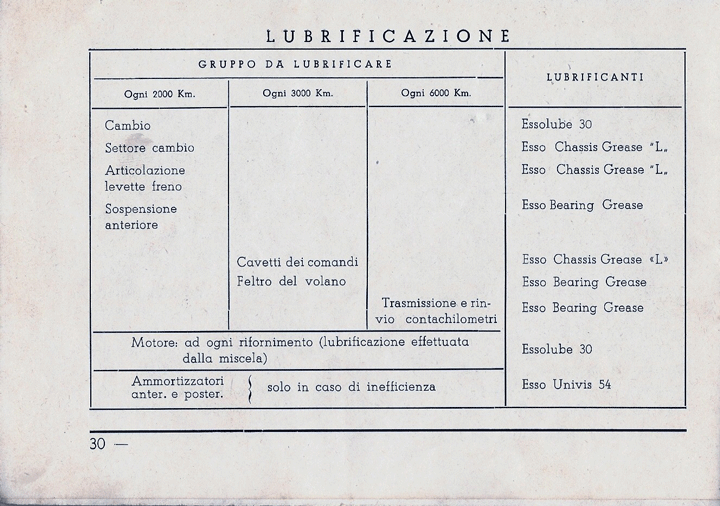 LUBRIFICAZIONE
GRUPPO DA LUBRIFICARE
LUBRIFICANTI
Ogni 2000 Km.
Ogni 3000 Km.
Ogni 6000 Km.
Cambio
Essolube 30
Settore cambio
Esso Chassis Grease "L„
Articolazione
levette freno
Esso Chassis Grease "L„
Sospensione
anteriore
Esso Bearing Grease
Cavetti dei comandi
Esso Chassis Grease «L»
Feltro del volano
Esso Bearing Grease
Trasmissione e rin-
vio contachilometri
Esso Bearing Grease
Motore: ad ogni rifornimento (lubrificazione effettuata
dalla miscela)
Essolube 30
Ammortizzatori
anter. e poster.
solo in caso di inefficienza
Esso Univis 54
30 —